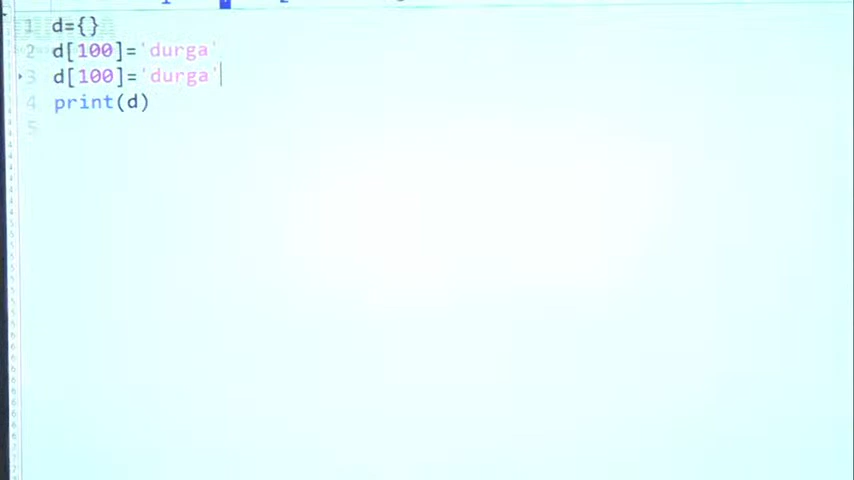 1 d={}
2 d[100]='durga'
3 d[100]='durga'
4 print(d)
5